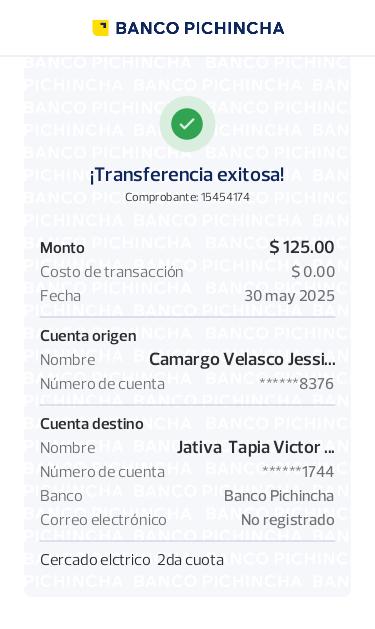 BANCO PICHINCHA
¡Transferencia exitosa!
Comprobante: 15454174
Monto $ 125.00
Costo de transacción $ 0.00
Fecha 30 may 2025
Cuenta origen
Nombre Camargo Velasco Jessi...
Número de cuenta ******8376
Cuenta destino
Nombre Jativa Tapia Victor ...
Número de cuenta ******1744
Banco Banco Pichincha
Correo electrónico No registrado
Cercado elctrico 2da cuota